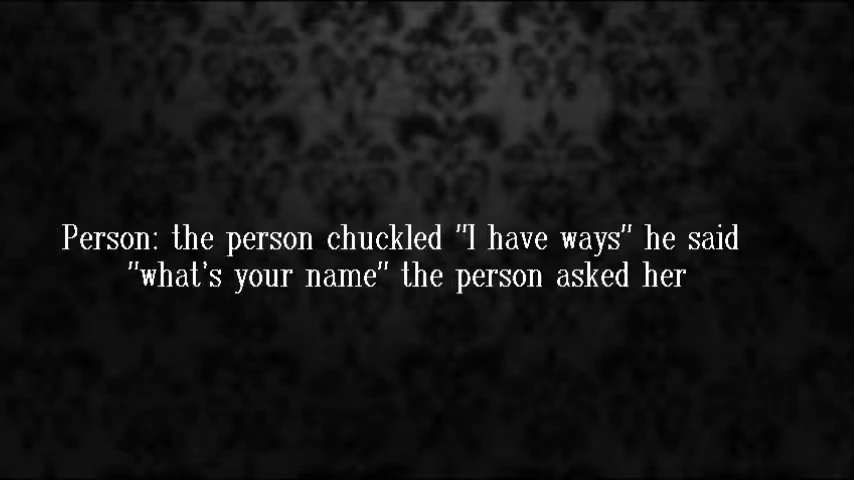 Person: the person chuckled "I have ways" he said
"what's your name" the person asked her